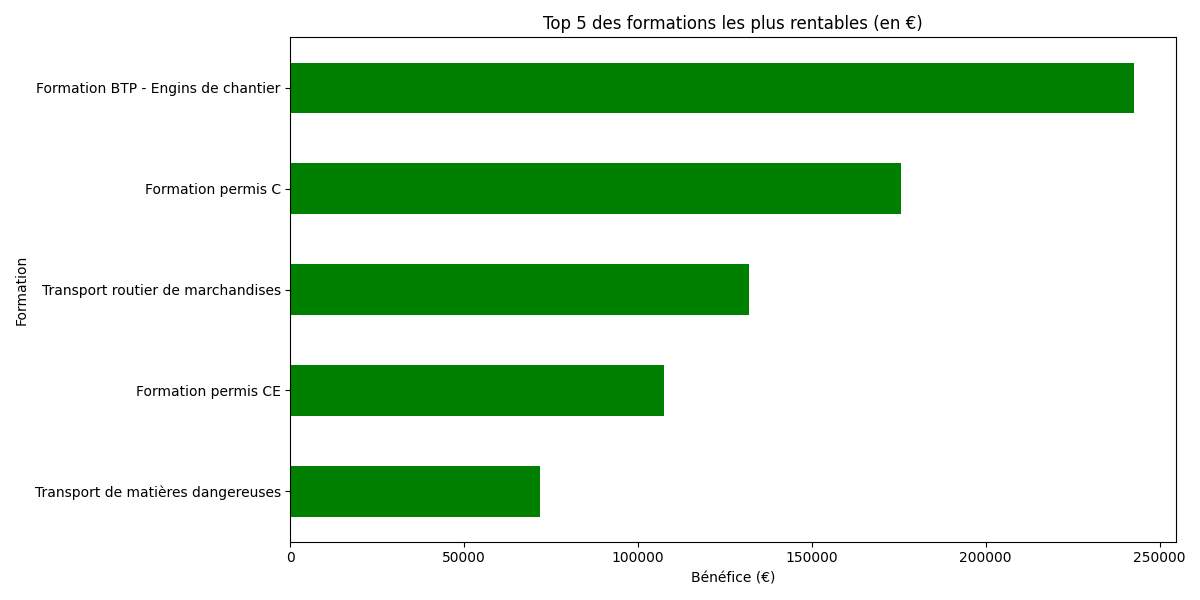 Top 5 des formations les plus rentables (en €)
Formation BTP - Engins de chantier
Formation permis C
Transport routier de marchandises
Formation permis CE
Transport de matières dangereuses
Formation
0 50000 100000 150000 200000 250000
Bénéfice (€)